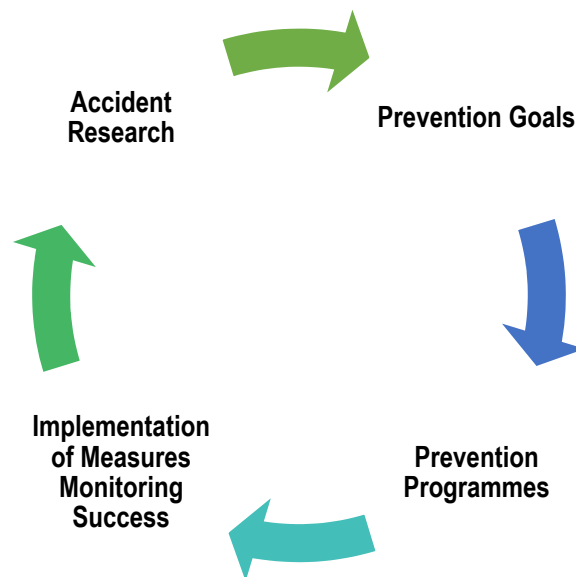 Accident
Research
Prevention Goals
Prevention
Programmes
Implementation
of Measures
Monitoring
Success